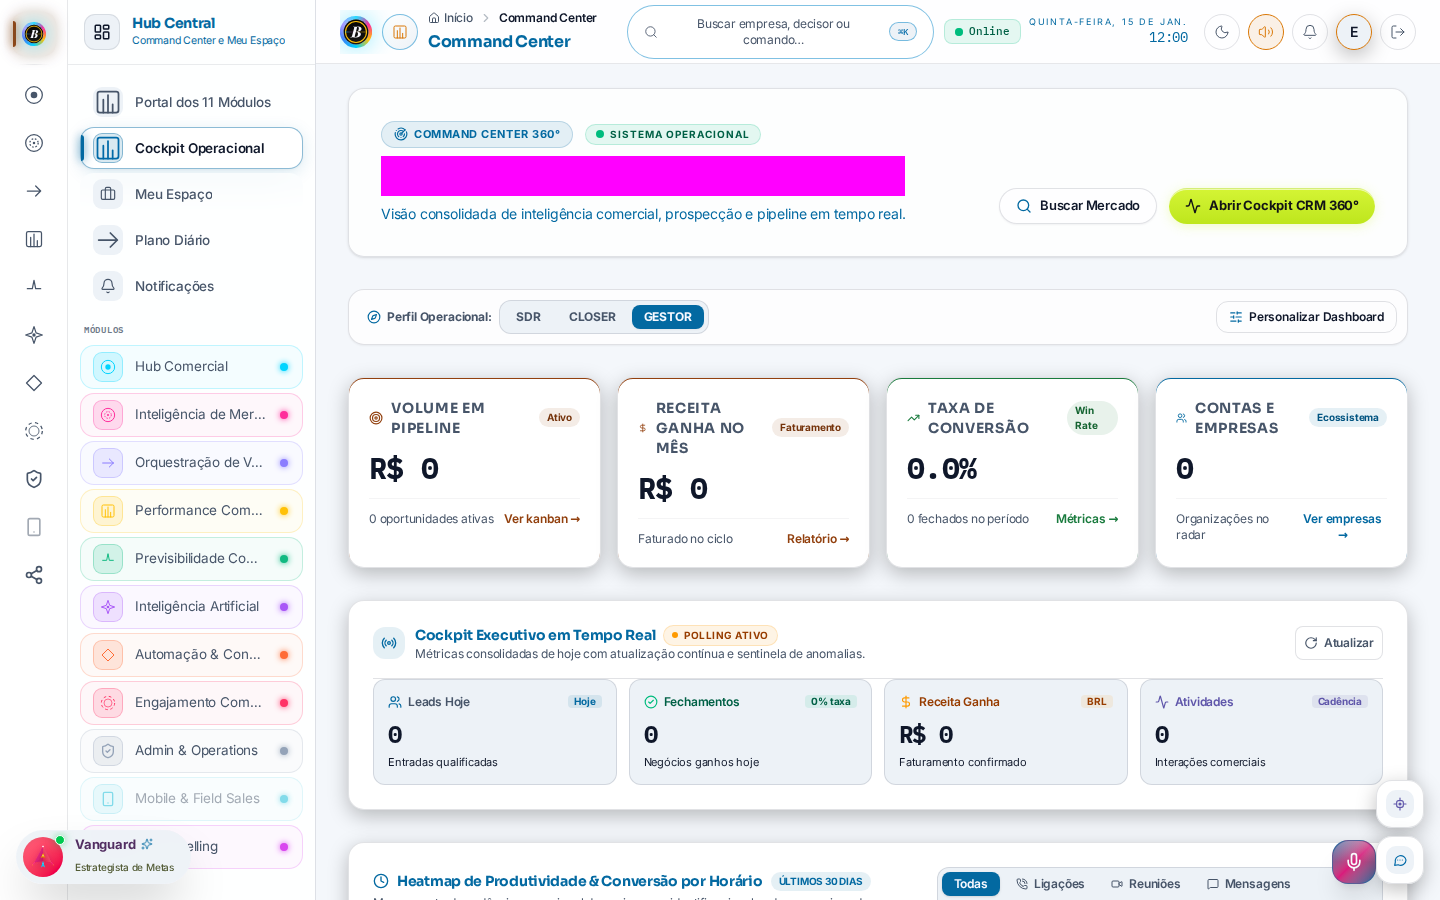 Hub Central
Command Center e Meu Espaço
Início > Command Center
Command Center
Buscar empresa, decisor ou comando...
⌘K
Online
QUINTA-FEIRA, 15 DE JAN.
12:00
E
Portal dos 11 Módulos
Cockpit Operacional
Meu Espaço
Plano Diário
Notificações
MÓDULOS
Hub Comercial
Inteligência de Mer...
Orquestração de V...
Performance Com...
Previsibilidade Co...
Inteligência Artificial
Automação & Con...
Engajamento Com...
Admin & Operations
Mobile & Field Sales
elling
Vanguard
Estrategista de Metas
COMMAND CENTER 360°
SISTEMA OPERACIONAL
Visão consolidada de inteligência comercial, prospecção e pipeline em tempo real.
Buscar Mercado
Abrir Cockpit CRM 360°
Perfil Operacional:
SDR
CLOSER
GESTOR
Personalizar Dashboard
VOLUME EM PIPELINE
Ativo
R$ 0
0 oportunidades ativas
Ver kanban →
RECEITA GANHA NO MÊS
Faturamento
R$ 0
Faturado no ciclo
Relatório →
TAXA DE CONVERSÃO
Win Rate
0.0%
0 fechados no período
Métricas →
CONTAS E EMPRESAS
Ecossistema
0
Organizações no radar
Ver empresas →
Cockpit Executivo em Tempo Real
POLLING ATIVO
Métricas consolidadas de hoje com atualização contínua e sentinela de anomalias.
Atualizar
Leads Hoje
Hoje
0
Entradas qualificadas
Fechamentos
0% taxa
0
Negócios ganhos hoje
Receita Ganha
BRL
R$ 0
Faturamento confirmado
Atividades
Cadência
0
Interações comerciais
Heatmap de Produtividade & Conversão por Horário
ÚLTIMOS 30 DIAS
Todas
Ligações
Reuniões
Mensagens